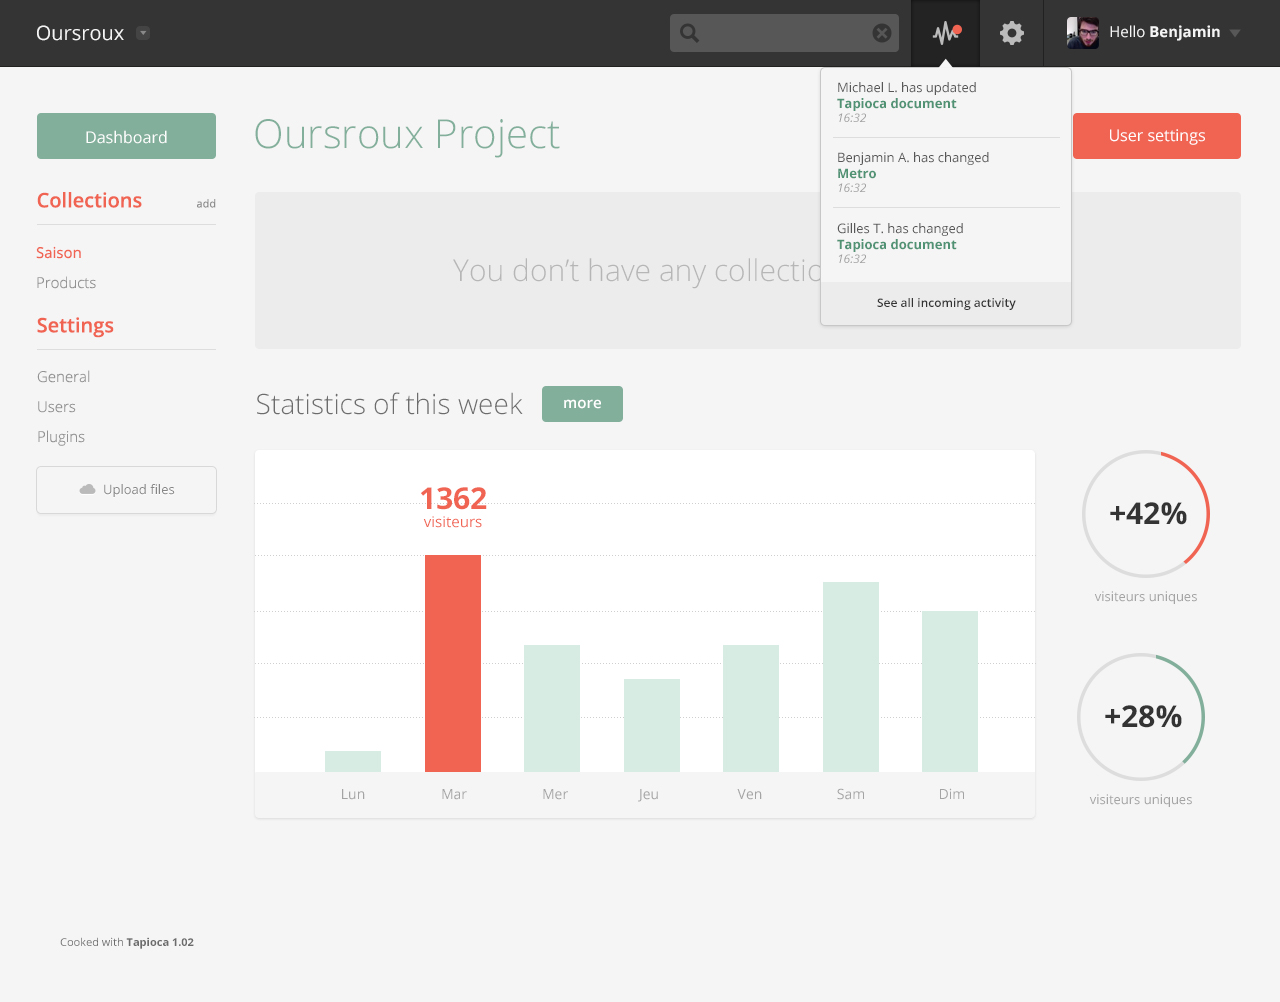 Oursroux
Hello Benjamin
Michael L. has updated
Tapioca document
16:32
Benjamin A. has changed
Metro
16:32
Gilles T. has changed
Tapioca document
16:32
See all incoming activity
Dashboard
Oursroux Project
User settings
Collections
add
Saison
Products
Settings
General
Users
Plugins
Upload files
You don’t have any
Statistics of this week
more
1362
visiteurs
Lun
Mar
Mer
Jeu
Ven
Sam
Dim
+42%
visiteurs uniques
+28%
visiteurs uniques
Cooked with Tapioca 1.02